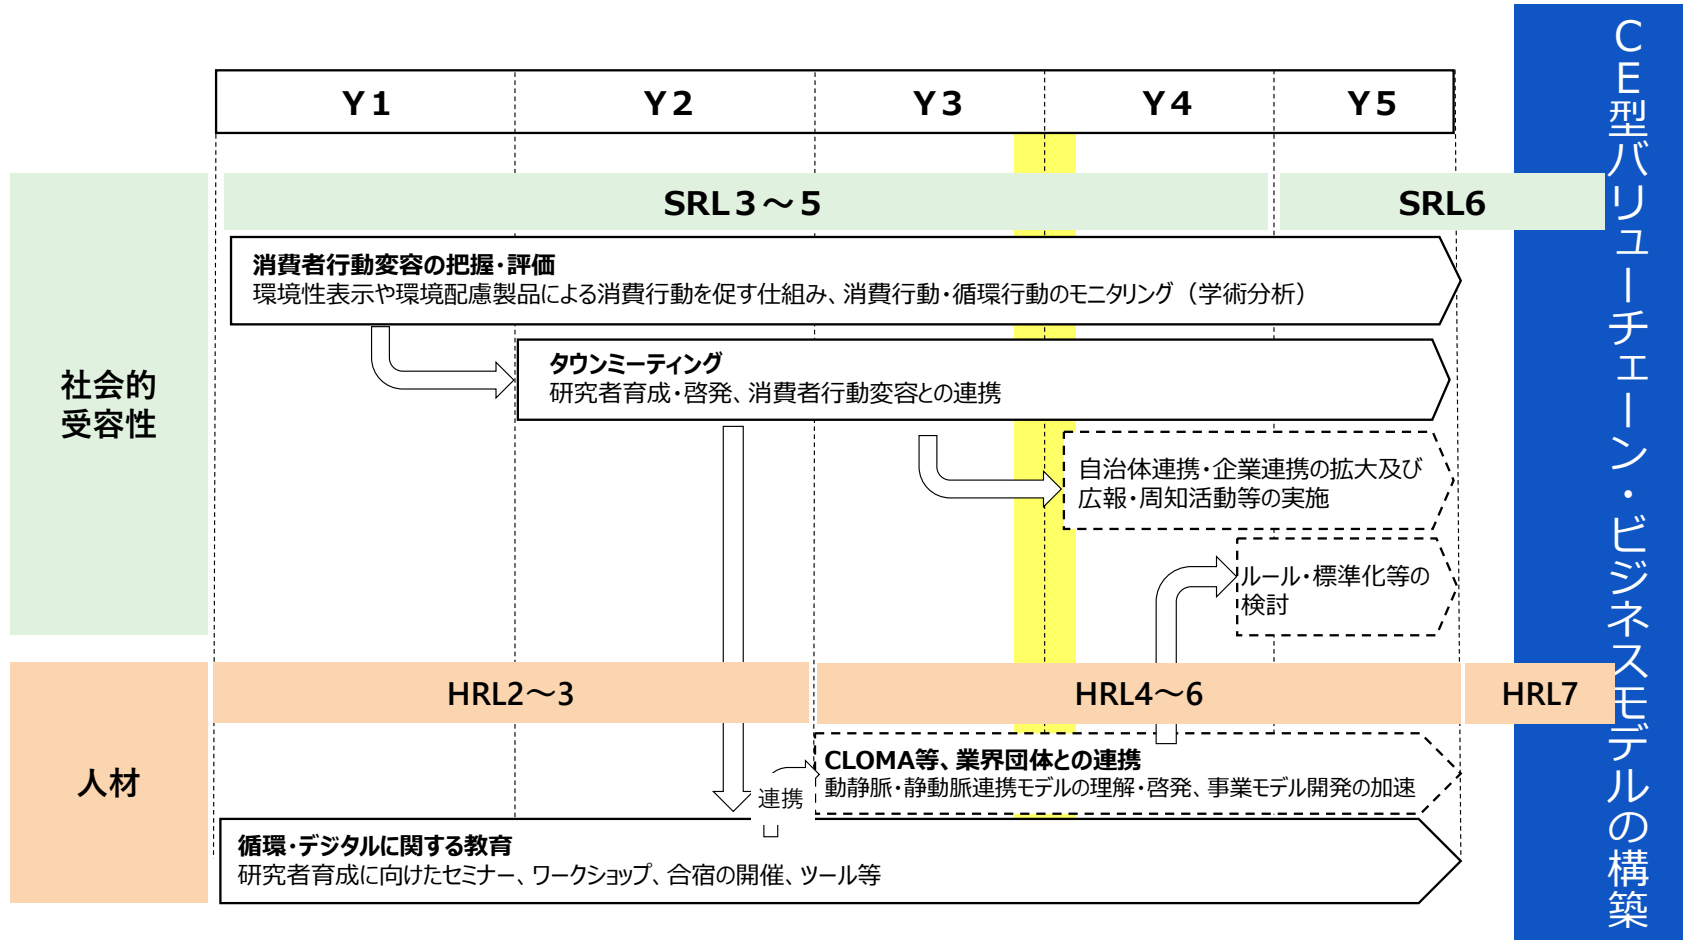 Y1
Y2
Y3
Y4
Y5
SRL3～5
SRL6
社会的
受容性
消費者行動変容の把握・評価
環境性表示や環境配慮製品による消費行動を促す仕組み、消費行動・循環行動のモニタリング（学術分析）
タウンミーティング
研究者育成・啓発、消費者行動変容との連携
自治体連携・企業連携の拡大及び
広報・周知活動等の実施
ルール・標準化等の
検討
人材
HRL2～3
HRL4～6
HRL7
CLOMA等、業界団体との連携
動静脈・静動脈連携モデルの理解・啓発、事業モデル開発の加速
連携
循環・デジタルに関する教育
研究者育成に向けたセミナー、ワークショップ、合宿の開催、ツール等
CE型バリューチェーン・ビジネスモデルの構築